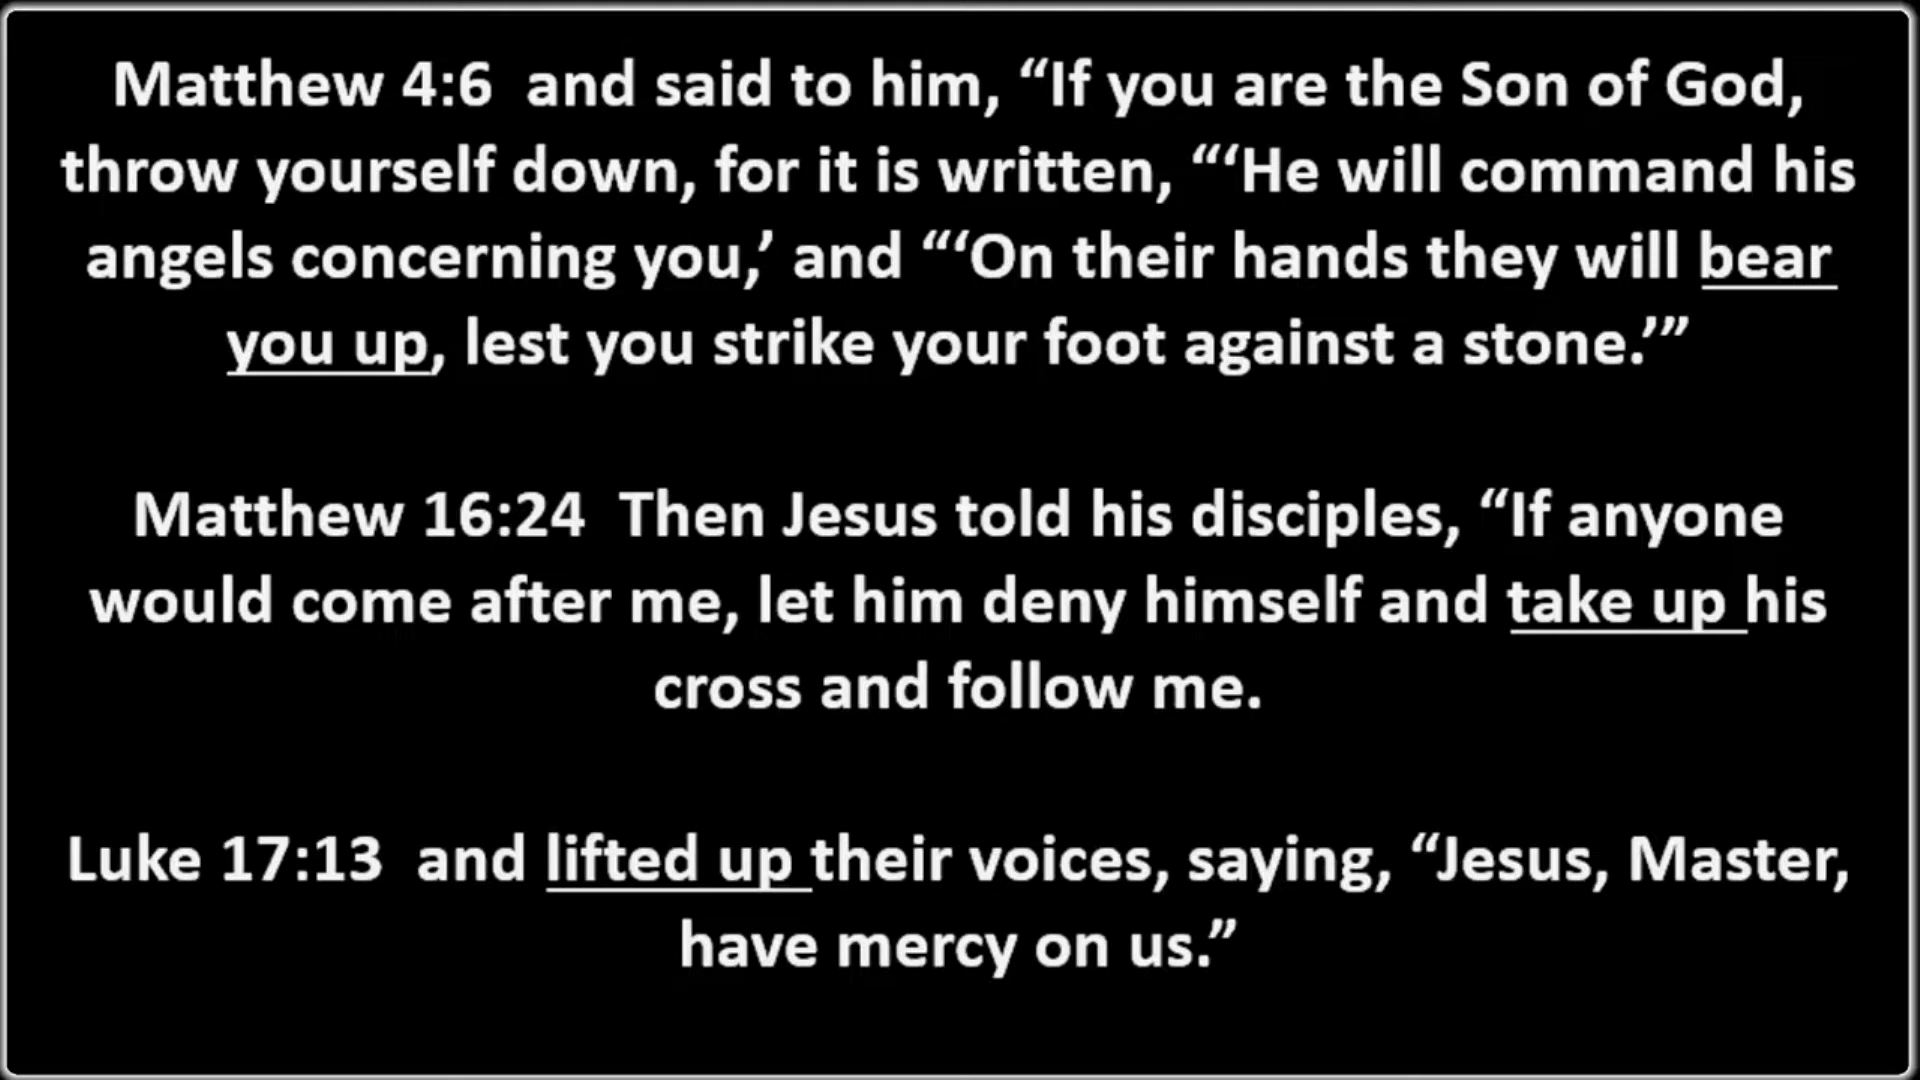 Matthew 4:6  and said to him, “If you are the Son of God,
throw yourself down, for it is written, “‘He will command his
angels concerning you,’ and “‘On their hands they will bear
you up, lest you strike your foot against a stone.’”
Matthew 16:24  Then Jesus told his disciples, “If anyone
would come after me, let him deny himself and take up his
cross and follow me.
Luke 17:13  and lifted up their voices, saying, “Jesus, Master,
have mercy on us.”